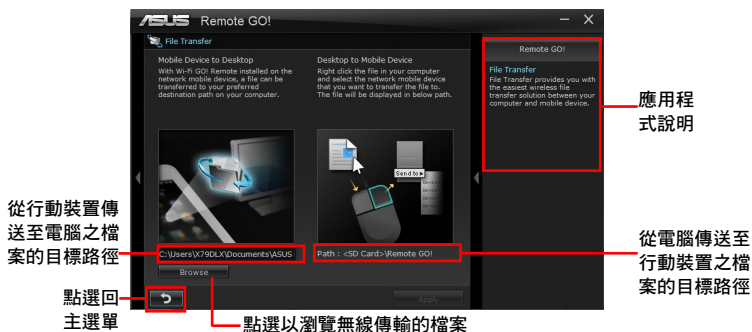 ASUS Remote GO!
File Transfer
Mobile Device to Desktop
With Wi-Fi GO! Remote installed on the
network mobile device, a file can be
transferred to your preferred
destination path on your computer.
Desktop to Mobile Device
Right click the file in your computer
and select the network mobile device
that you want to transfer the file to.
The file will be displayed in below path.
Remote GO!
File Transfer
File Transfer provides you with
the easiest wireless file
transfer solution between your
computer and mobile device.
應用程
式說明
Send to
從行動裝置傳
送至電腦之檔
案的目標路徑
C:\Users\X79DLX\Documents\ASUS
Path : <SD Card>\Remote GO!
從電腦傳送至
行動裝置之檔
案的目標路徑
Browse
Apply
點選回
主選單
點選以瀏覽無線傳輸的檔案